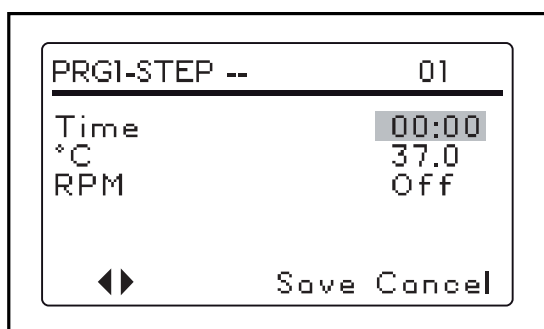 PRG1-STEP -- 01
Time 00:00
°C 37.0
RPM Off
Save Cancel